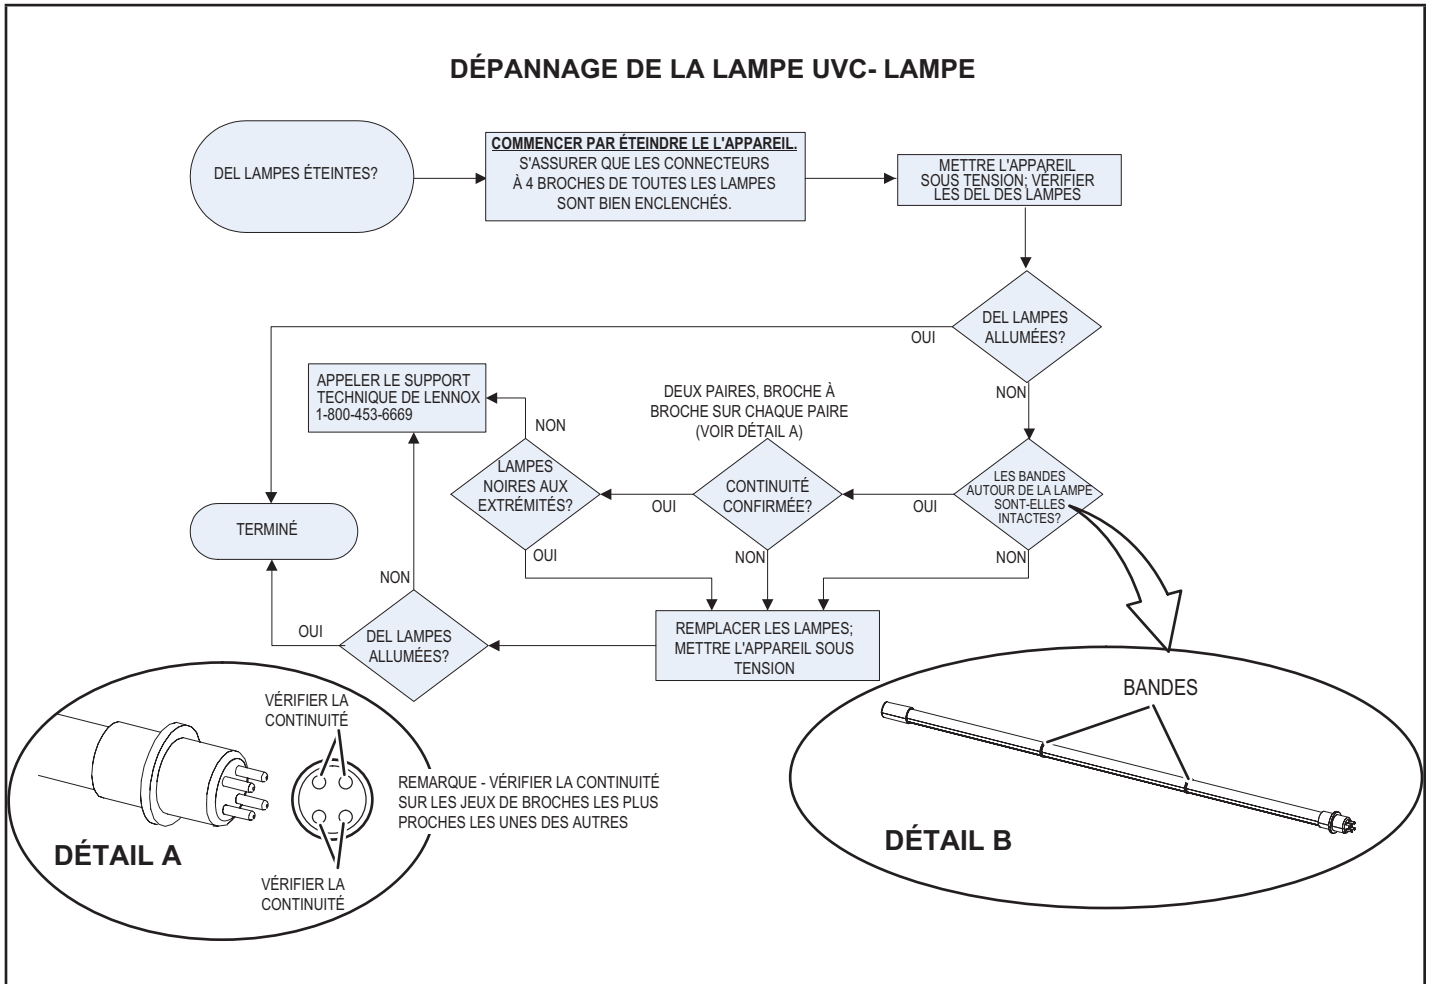 DÉPANNAGE DE LA LAMPE UVC- LAMPE
DEL LAMPES ÉTEINTES?
COMMENCER PAR ÉTEINDRE LE L'APPAREIL.
S'ASSURER QUE LES CONNECTEURS
À 4 BROCHES DE TOUTES LES LAMPES
SONT BIEN ENCLENCHÉS.
METTRE L'APPAREIL
SOUS TENSION; VÉRIFIER
LES DEL DES LAMPES
DEL LAMPES
ALLUMÉES?
OUI
NON
APPELER LE SUPPORT
TECHNIQUE DE LENNOX
1-800-453-6669
DEUX PAIRES, BROCHE À
BROCHE SUR CHAQUE PAIRE
(VOIR DÉTAIL A)
NON
LAMPES
NOIRES AUX
EXTRÉMITÉS?
OUI
CONTINUITÉ
CONFIRMÉE?
OUI
LES BANDES
AUTOUR DE LA LAMPE
SONT-ELLES
INTACTES?
TERMINÉ
OUI
NON
NON
NON
OUI
DEL LAMPES
ALLUMÉES?
REMPLACER LES LAMPES;
METTRE L'APPAREIL SOUS
TENSION
VÉRIFIER LA
CONTINUITÉ
REMARQUE - VÉRIFIER LA CONTINUITÉ
SUR LES JEUX DE BROCHES LES PLUS
PROCHES LES UNES DES AUTRES
DÉTAIL A
VÉRIFIER LA
CONTINUITÉ
BANDES
DÉTAIL B